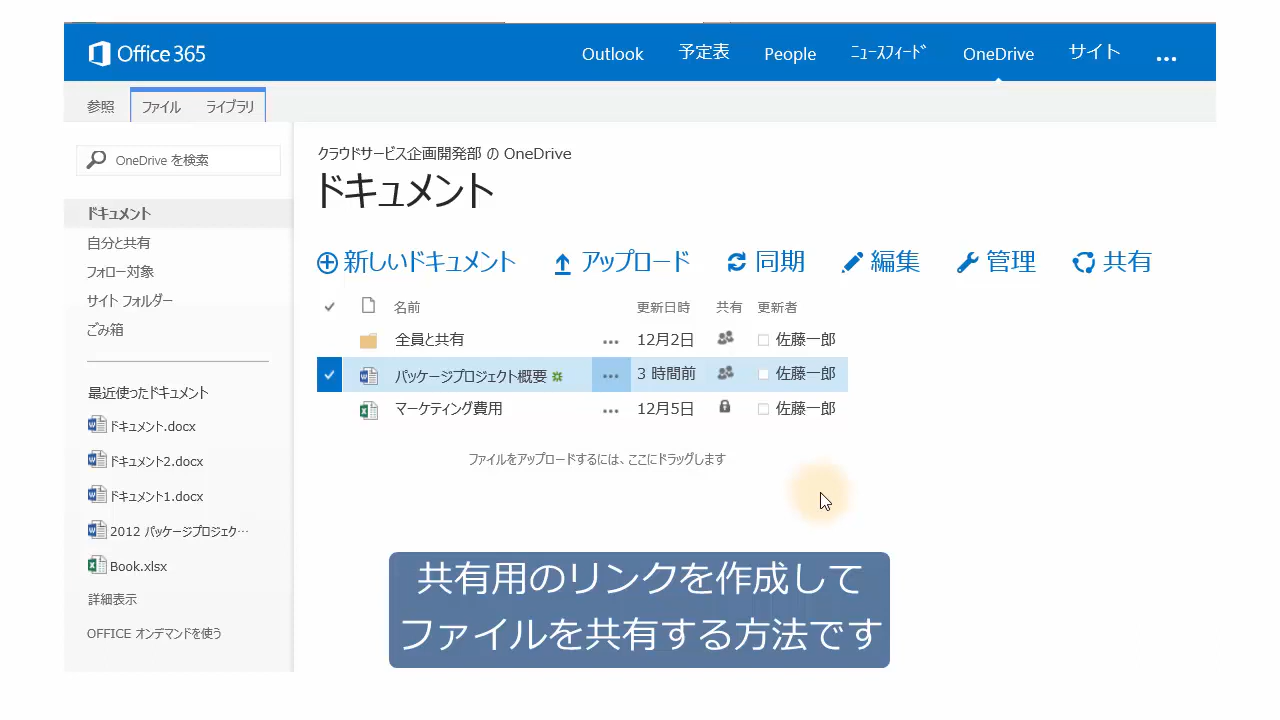 Office 365
Outlook 予定表 People ニュースフィード OneDrive サイト ...
参照 ファイル ライブラリ
OneDrive を検索
ドキュメント
自分と共有
フォロー対象
サイト フォルダー
ごみ箱
最近使ったドキュメント
ドキュメント.docx
ドキュメント2.docx
ドキュメント1.docx
2012 パッケージプロジェク…
Book.xlsx
詳細表示
OFFICE オンデマンドを使う
クラウドサービス企画開発部 の OneDrive
ドキュメント
新しいドキュメント アップロード 同期 編集 管理 共有
名前 更新日時 共有 更新者
全員と共有 ... 12月2日 佐藤一郎
パッケージプロジェクト概要 ... 3 時間前 佐藤一郎
マーケティング費用 ... 12月5日 佐藤一郎
ファイルをアップロードするには、ここにドラッグします
共有用のリンクを作成して
ファイルを共有する方法です